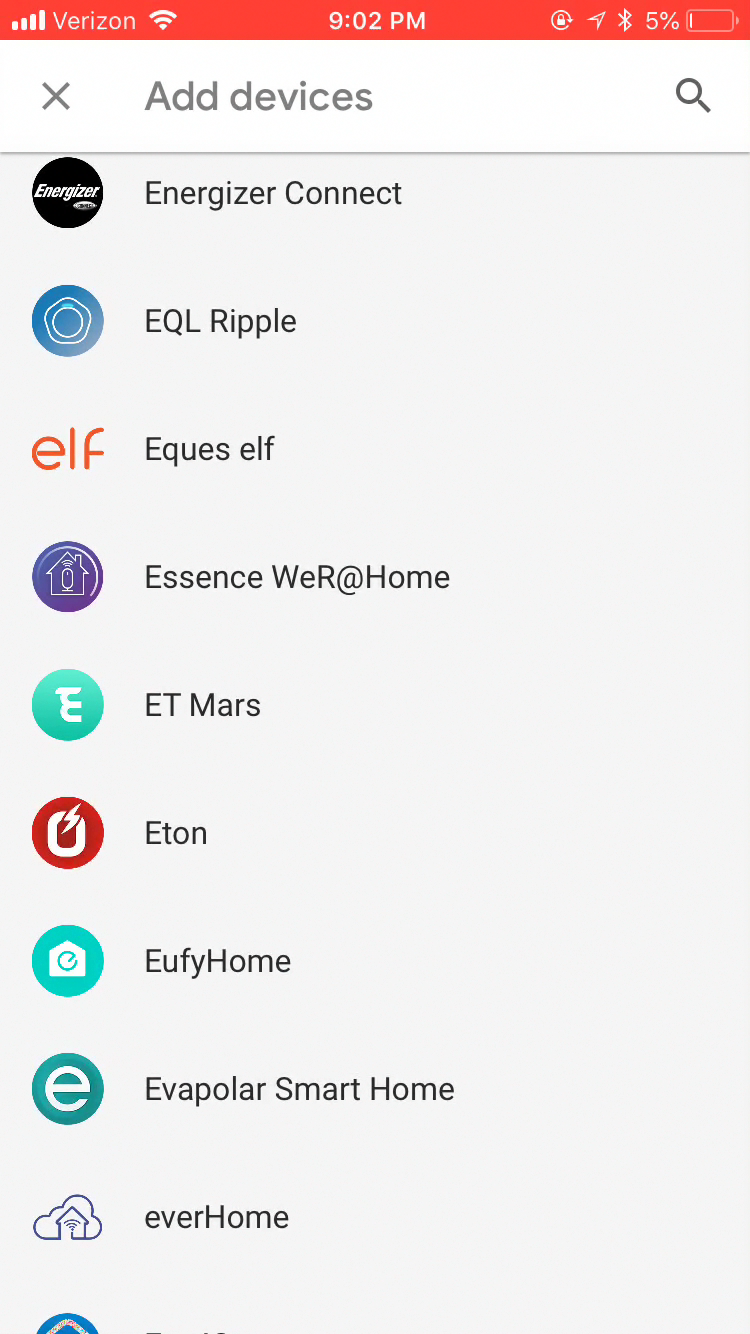 Verizon 9:02 PM 5%
Add devices
Energizer Energizer Connect
EQL Ripple
elf Eques elf
Essence WeR@Home
ET Mars
Eton
EufyHome
e Evapolar Smart Home
everHome